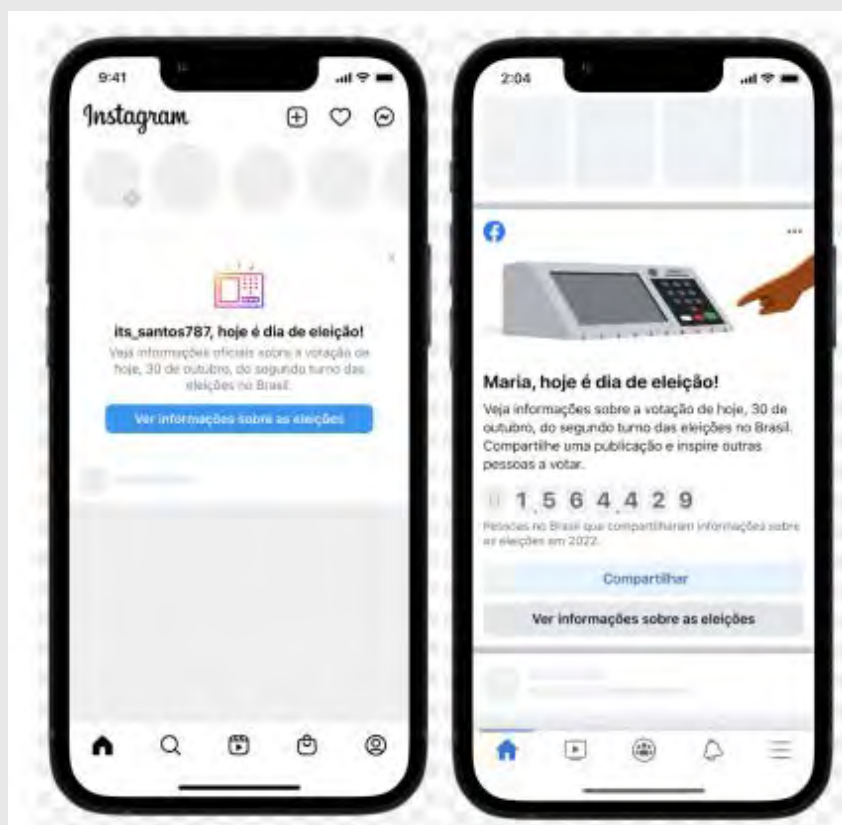 9:41
Instagram
its_santos787, hoje é dia de eleição!
Veja informações oficiais sobre a votação de
hoje, 30 de outubro, do segundo turno das
eleições no Brasil.
Ver informações sobre as eleições
2:04
Maria, hoje é dia de eleição!
Veja informações sobre a votação de hoje, 30 de
outubro, do segundo turno das eleições no Brasil.
Compartilhe uma publicação e inspire outras
pessoas a votar.
1,564,429
Pessoas no Brasil que compartilharam informações sobre
as eleições em 2022.
Compartilhar
Ver informações sobre as eleições